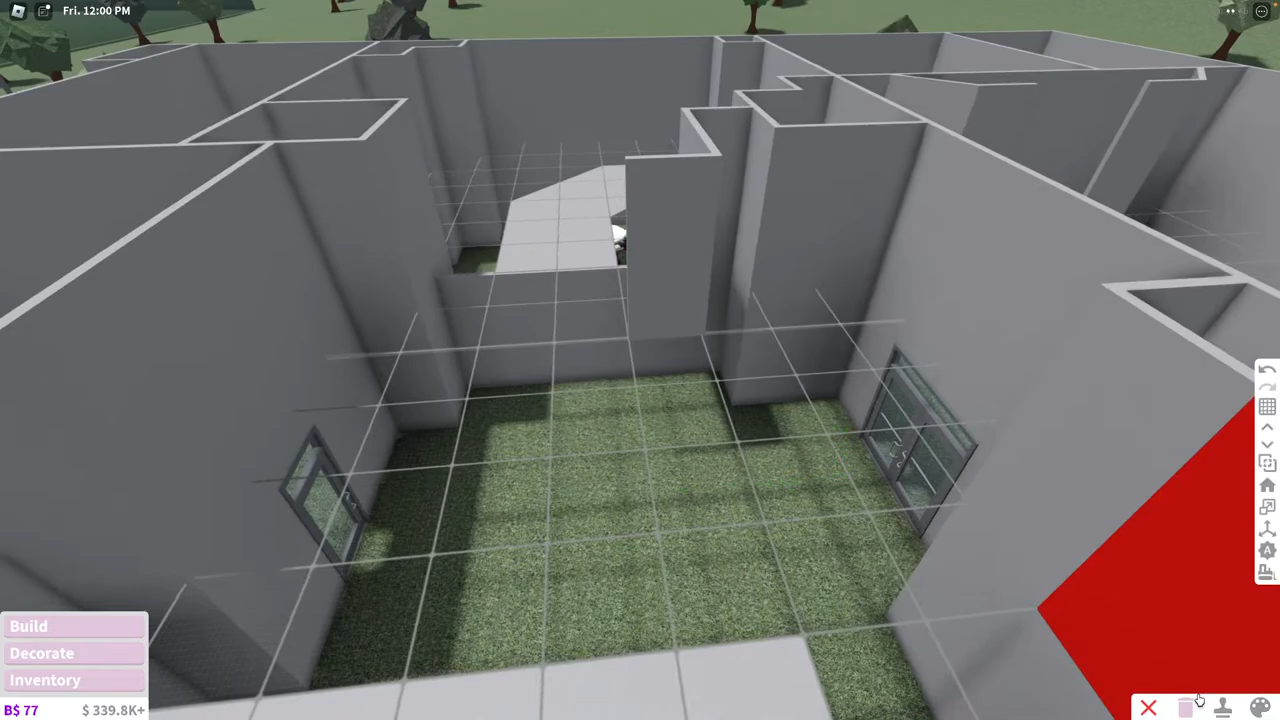 Fri. 12:00 PM
Build
Decorate
Inventory
B$ 77 $ 339.8K+